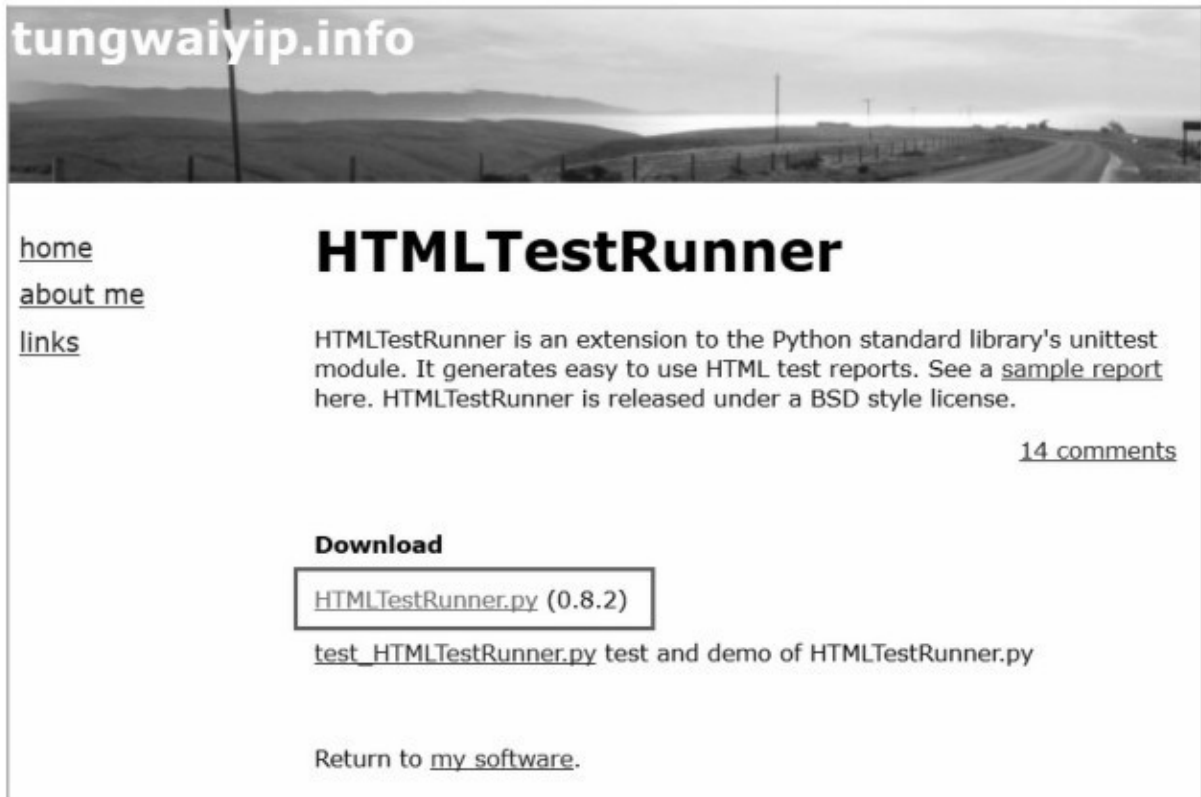 tungwaiyip.info
home
about me
links
HTMLTestRunner
HTMLTestRunner is an extension to the Python standard library's unittest
module. It generates easy to use HTML test reports. See a sample report
here. HTMLTestRunner is released under a BSD style license.
14 comments
Download
HTMLTestRunner.py (0.8.2)
test_HTMLTestRunner.py test and demo of HTMLTestRunner.py
Return to my software.